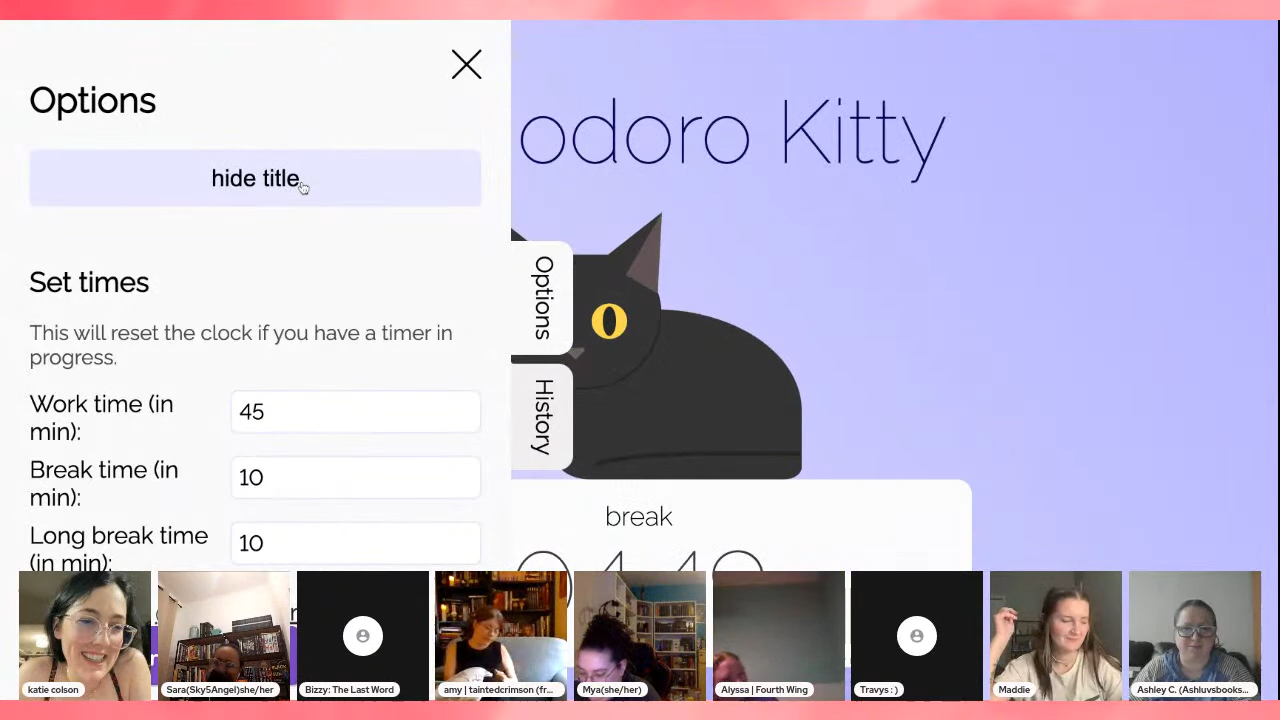 Options
hide title
odoro Kitty
Set times
This will reset the clock if you have a timer in
progress.
Work time (in
min):
45
Break time (in
min):
10
Long break time
(in min):
10
Options
History
break
katie colson
Sara(Sky5Angel)she/her
Bizzy: The Last Word
amy | taintedcrimson (fr...
Mya(she/her)
Alyssa | Fourth Wing
Travys : )
Maddie
Ashley C. (Ashluvsbooks...